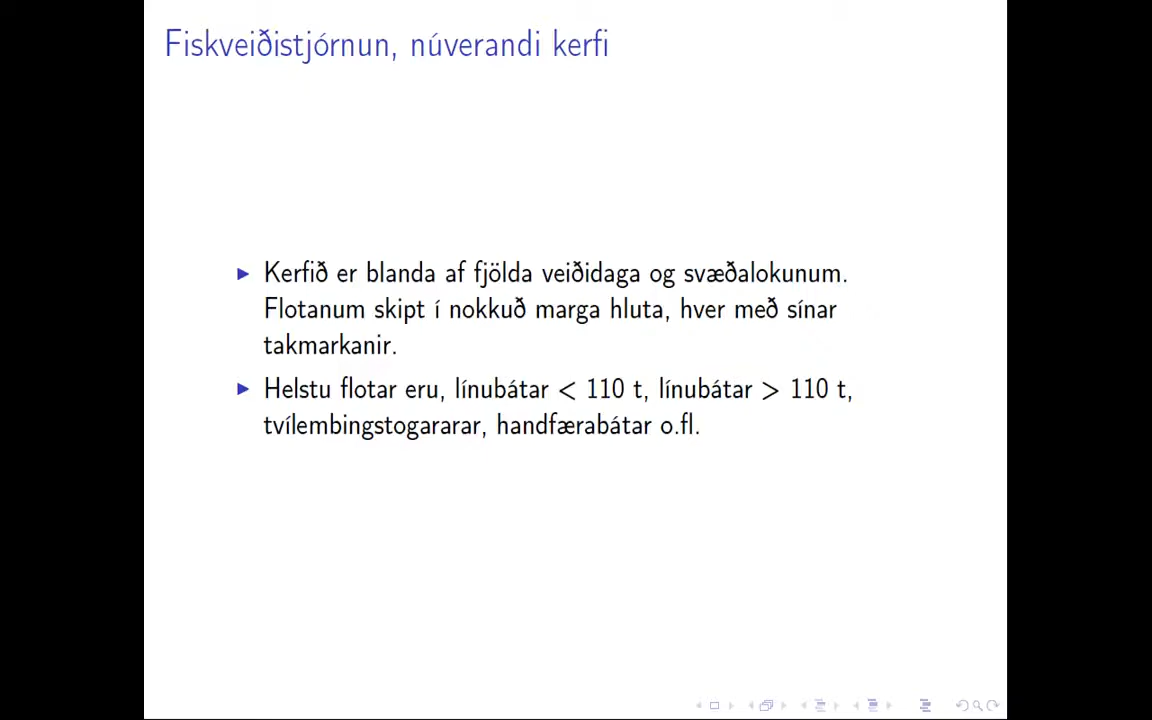 Fiskveiðistjórnun, núverandi kerfi
Kerfið er blanda af fjölda veiðidaga og svæðalokunum.
Flotanum skipt í nokkuð marga hluta, hver með sínar
takmarkanir.
Helstu flotar eru, línubátar < 110 t, línubátar > 110 t,
tvílembingstogararar, handfærabátar o.fl.